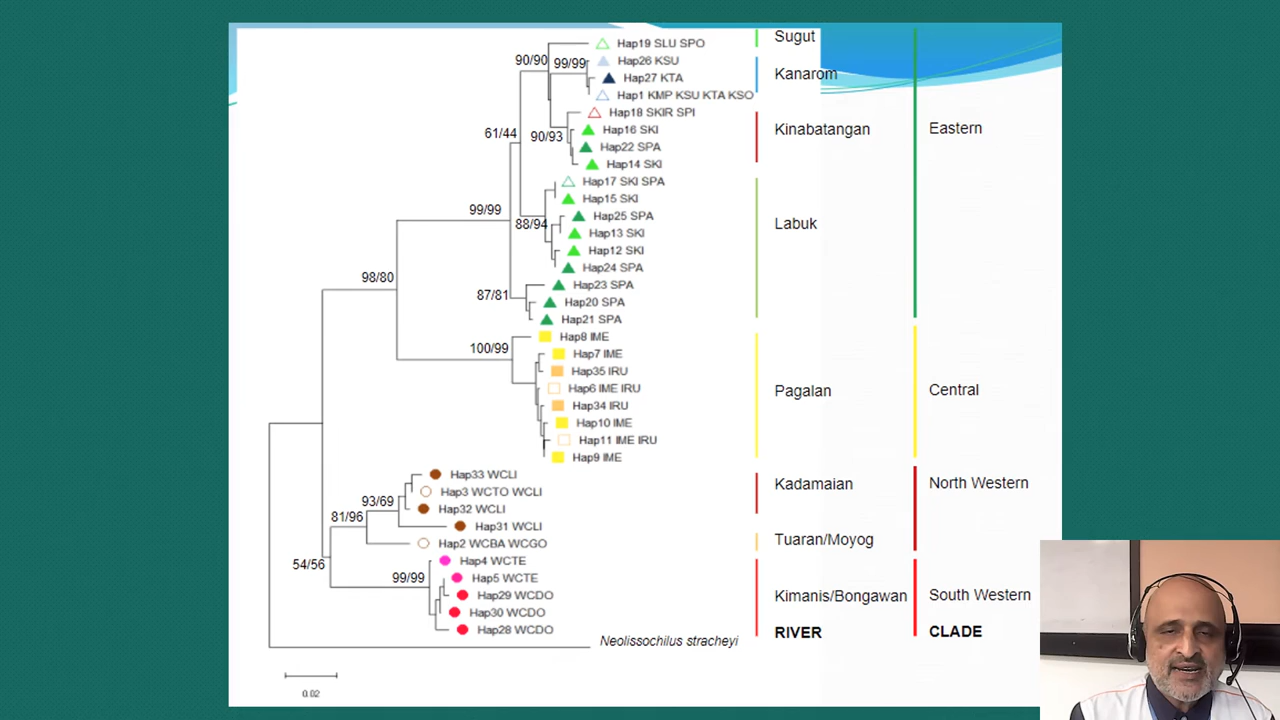 Hap19 SLU SPO
Hap26 KSU
Hap27 KTA
Hap1 KMP KSU KTA KSO
Hap18 SKIR SPI
Hap16 SKI
Hap22 SPA
Hap14 SKI
Hap17 SKI SPA
Hap15 SKI
Hap25 SPA
Hap13 SKI
Hap12 SKI
Hap24 SPA
Hap23 SPA
Hap20 SPA
Hap21 SPA
Hap8 IME
Hap7 IME
Hap35 IRU
Hap6 IME IRU
Hap34 IRU
Hap10 IME
Hap11 IME IRU
Hap9 IME
Hap33 WCLI
Hap3 WCTO WCLI
Hap32 WCLI
Hap31 WCLI
Hap2 WCBA WCGO
Hap4 WCTE
Hap5 WCTE
Hap29 WCDO
Hap30 WCDO
Hap28 WCDO
Neolissochilus stracheyi
90/90
99/99
61/44
90/93
99/99
88/94
98/80
87/81
100/99
93/69
81/96
54/56
99/99
0.02
Sugut
Kanarom
Kinabatangan
Labuk
Pagalan
Kadamaian
Tuaran/Moyog
Kimanis/Bongawan
RIVER
Eastern
Central
North Western
South Western
CLADE